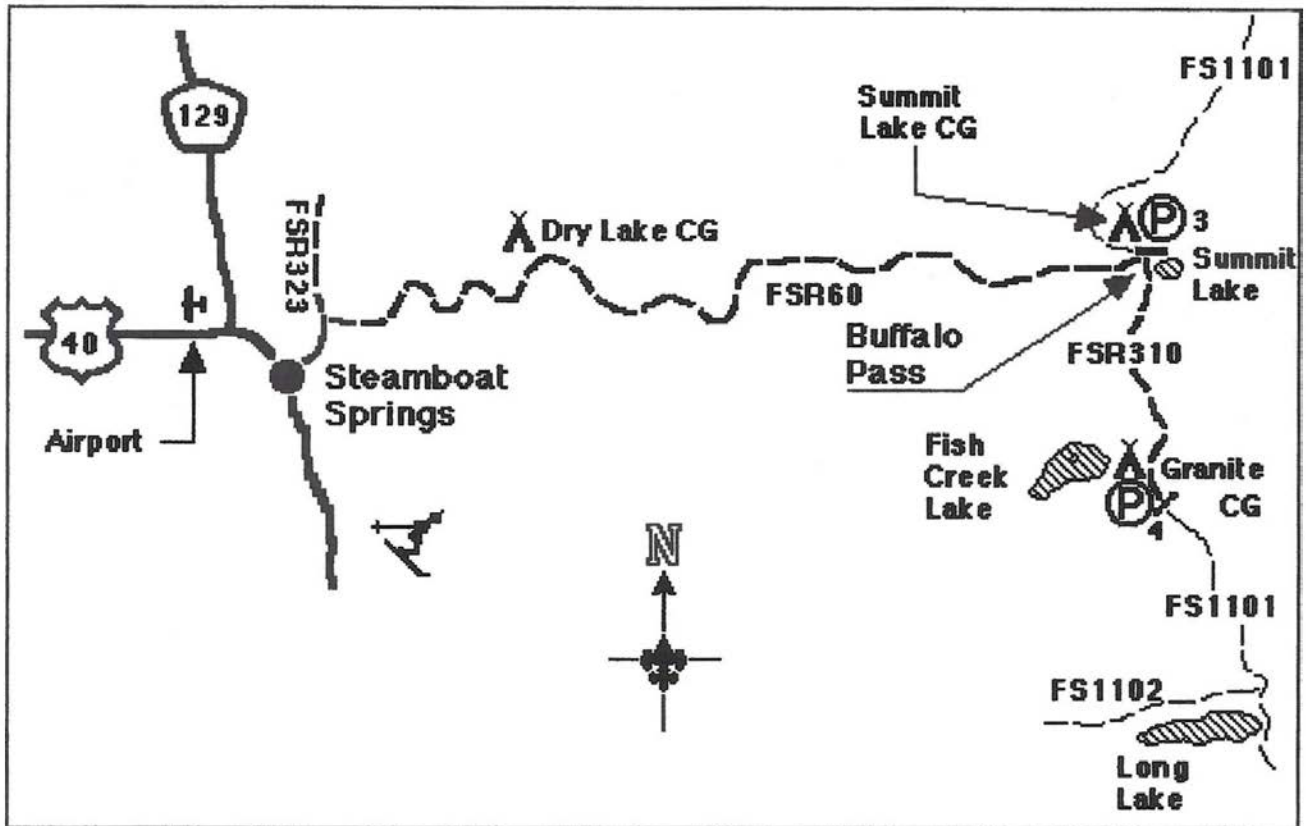 FS1101
129
Summit
Lake CG
FSR323
Dry Lake CG
P 3
Summit
Lake
FSR60
40
Buffalo
Pass
FSR310
Steamboat
Springs
Airport
Fish
Creek
Lake
Granite
CG
P
4
N
FS1101
FS1102
Long
Lake